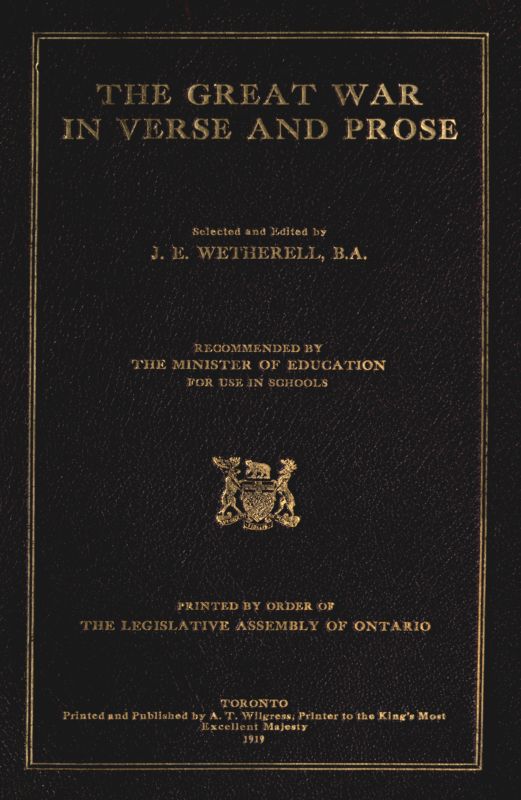 THE GREAT WAR
IN VERSE AND PROSE
Selected and Edited by
J. E. WETHERELL, B.A.
RECOMMENDED BY
THE MINISTER OF EDUCATION
FOR USE IN SCHOOLS
PRINTED BY ORDER OF
THE LEGISLATIVE ASSEMBLY OF ONTARIO
TORONTO
Printed and Published by A. T. Wilgress, Printer to the King's Most
Excellent Majesty
1919